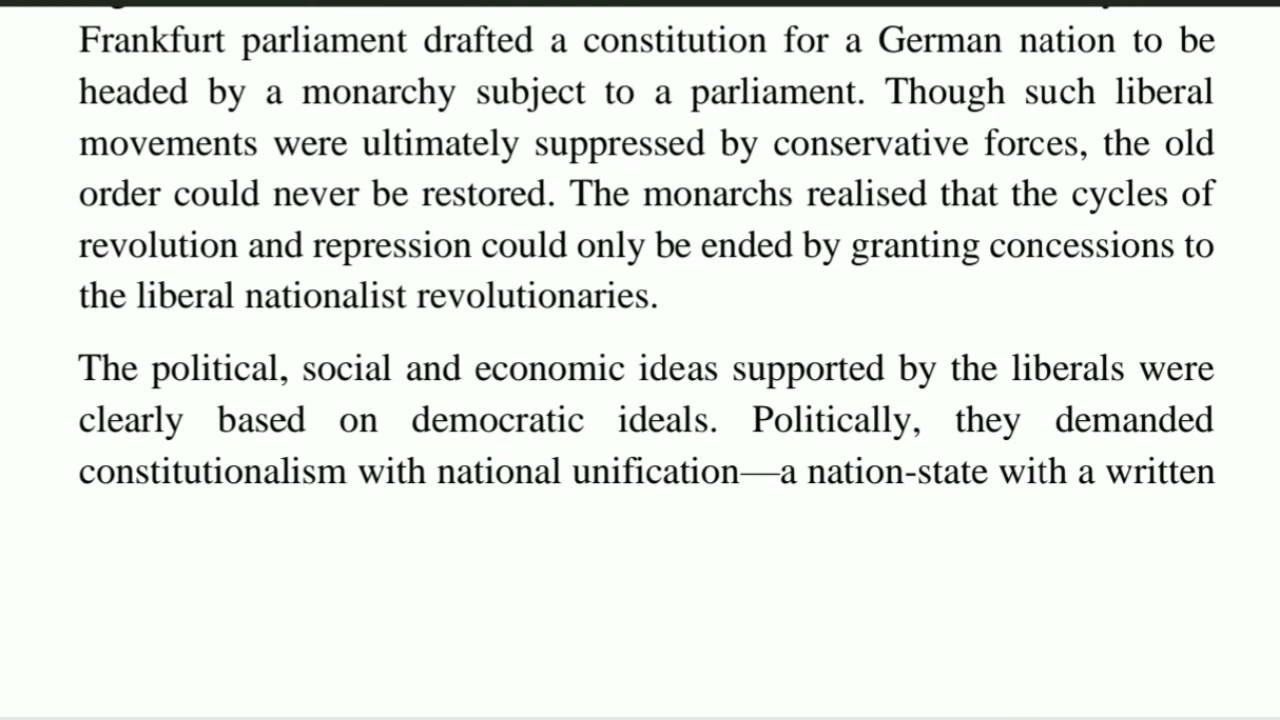 Frankfurt parliament drafted a constitution for a German nation to be
headed by a monarchy subject to a parliament. Though such liberal
movements were ultimately suppressed by conservative forces, the old
order could never be restored. The monarchs realised that the cycles of
revolution and repression could only be ended by granting concessions to
the liberal nationalist revolutionaries.
The political, social and economic ideas supported by the liberals were
clearly based on democratic ideals. Politically, they demanded
constitutionalism with national unification—a nation-state with a written